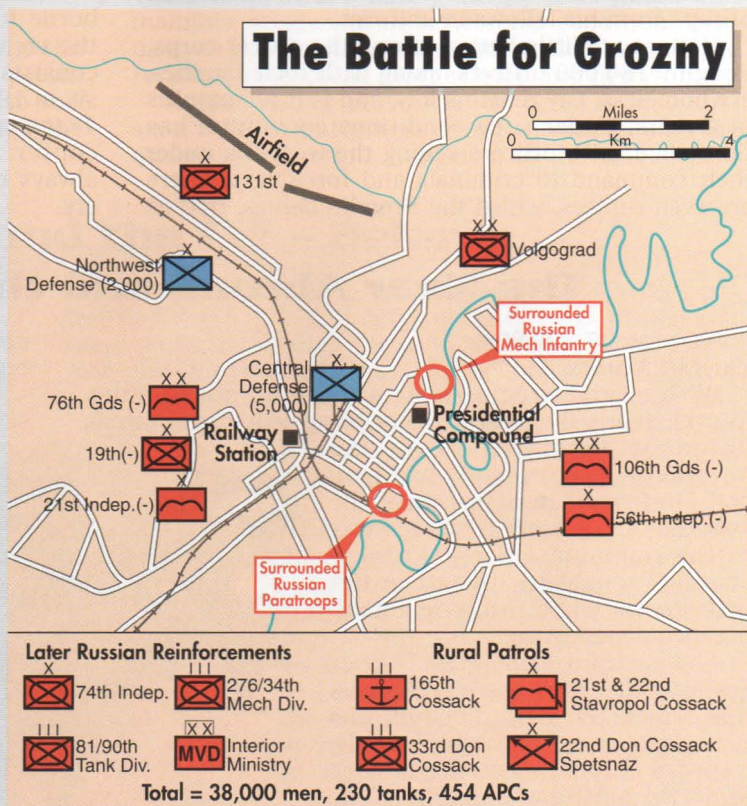 The Battle for Grozny
0 Miles 2
0 Km 4
Airfield
X
131st
X X
Volgograd
X
Northwest
Defense (2,000)
Surrounded
Russian
Mech Infantry
X
Central
Defense
(5,000)
X X
76th Gds (-)
Presidential
Compound
X
19th(-)
Railway
Station
X X
106th Gds (-)
X
21st Indep.(-)
X
56th Indep.(-)
Surrounded
Russian
Paratroops
Later Russian Reinforcements
Rural Patrols
X
74th Indep.
III
276/34th
Mech Div.
III
165th
Cossack
X
21st & 22nd
Stavropol Cossack
III
81/90th
Tank Div.
X X
MVD
Interior
Ministry
III
33rd Don
Cossack
X
22nd Don Cossack
Spetsnaz
Total = 38,000 men, 230 tanks, 454 APCs